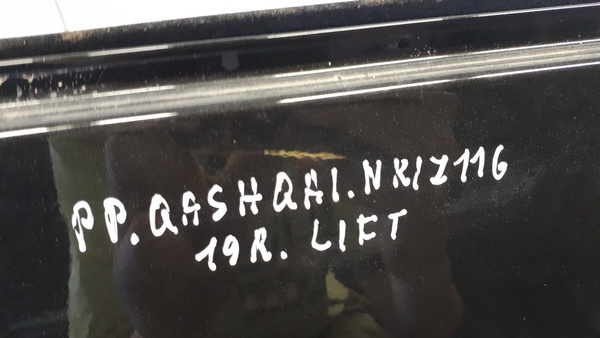 PP. QASHQAI. NKIZ116
19R. LIFT